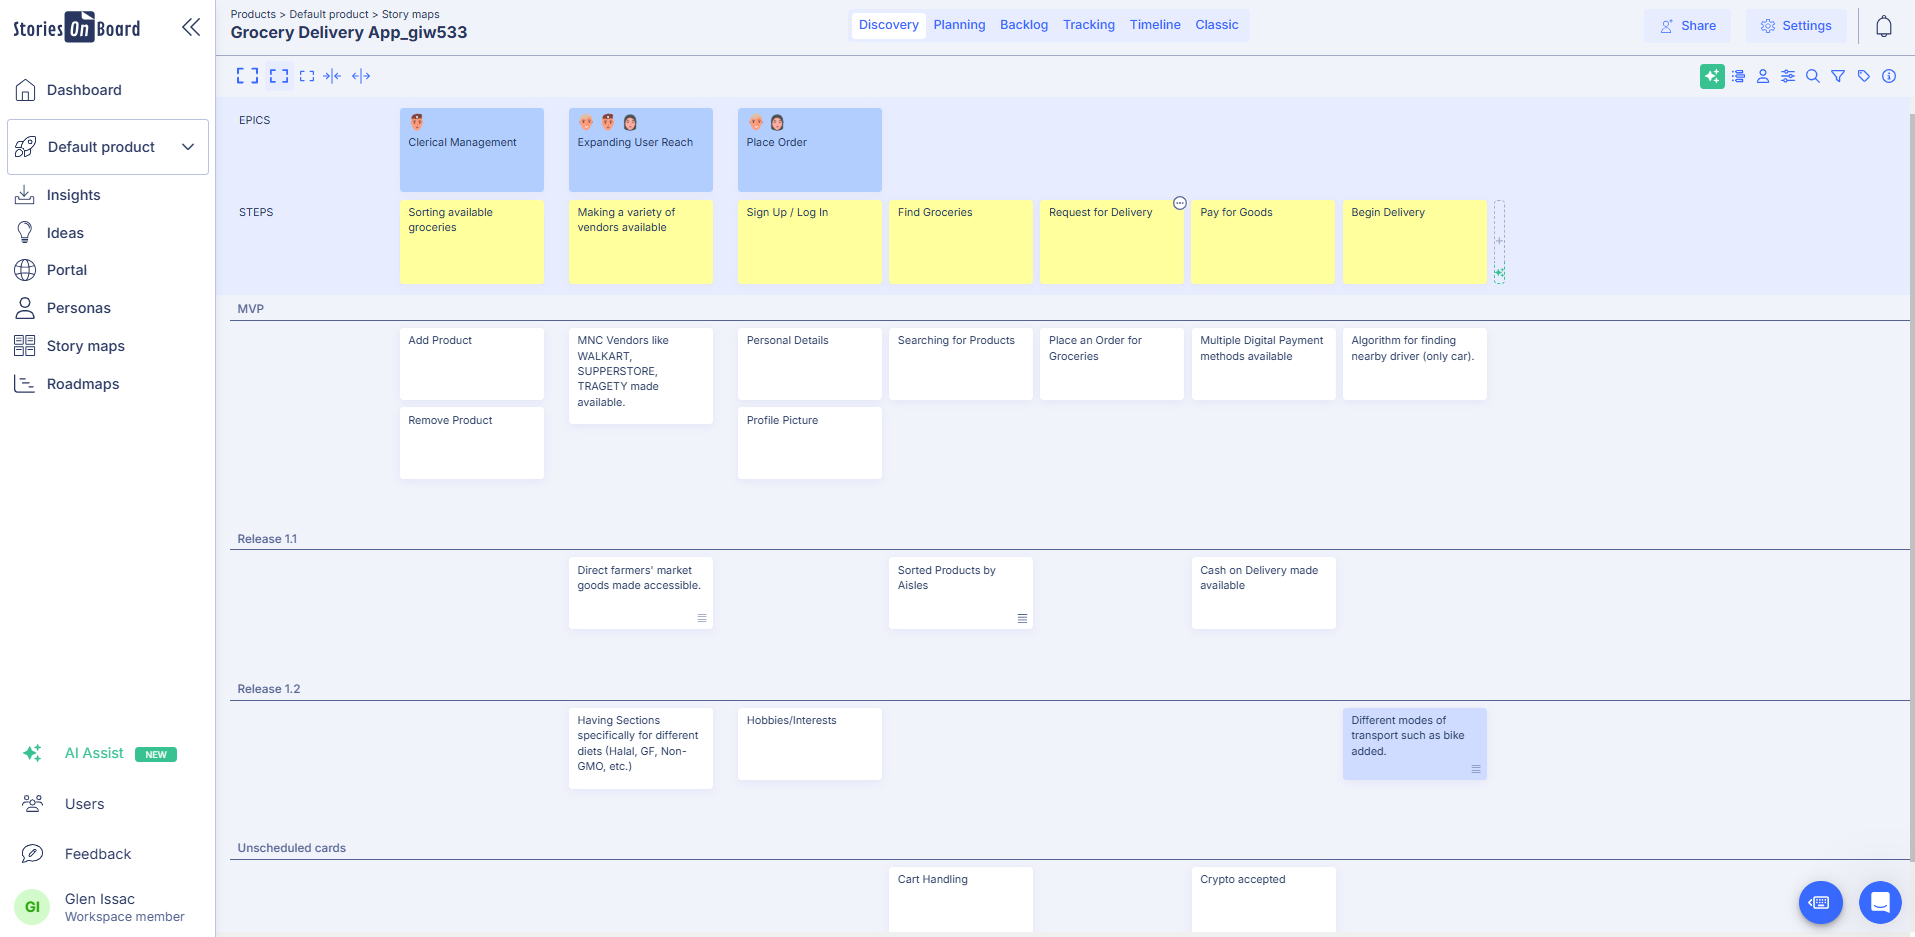 Stories On Board
Products > Default product > Story maps
Grocery Delivery App_giw533
Discovery
Planning
Backlog
Tracking
Timeline
Classic
Share
Settings
Dashboard
Default product
Insights
Ideas
Portal
Personas
Story maps
Roadmaps
AI Assist
NEW
Users
Feedback
GI
Glen Issac
Workspace member
EPICS
Clerical Management
Expanding User Reach
Place Order
STEPS
Sorting available
groceries
Making a variety of
vendors available
Sign Up / Log In
Find Groceries
Request for Delivery
Pay for Goods
Begin Delivery
MVP
Add Product
MNC Vendors like
WALKART,
SUPPERSTORE,
TRAGETY made
available.
Personal Details
Searching for Products
Place an Order for
Groceries
Multiple Digital Payment
methods available
Algorithm for finding
nearby driver (only car).
Remove Product
Profile Picture
Release 1.1
Direct farmers' market
goods made accessible.
Sorted Products by
Aisles
Cash on Delivery made
available
Release 1.2
Having Sections
specifically for different
diets (Halal, GF, Non-
GMO, etc.)
Hobbies/Interests
Different modes of
transport such as bike
added.
Unscheduled cards
Cart Handling
Crypto accepted